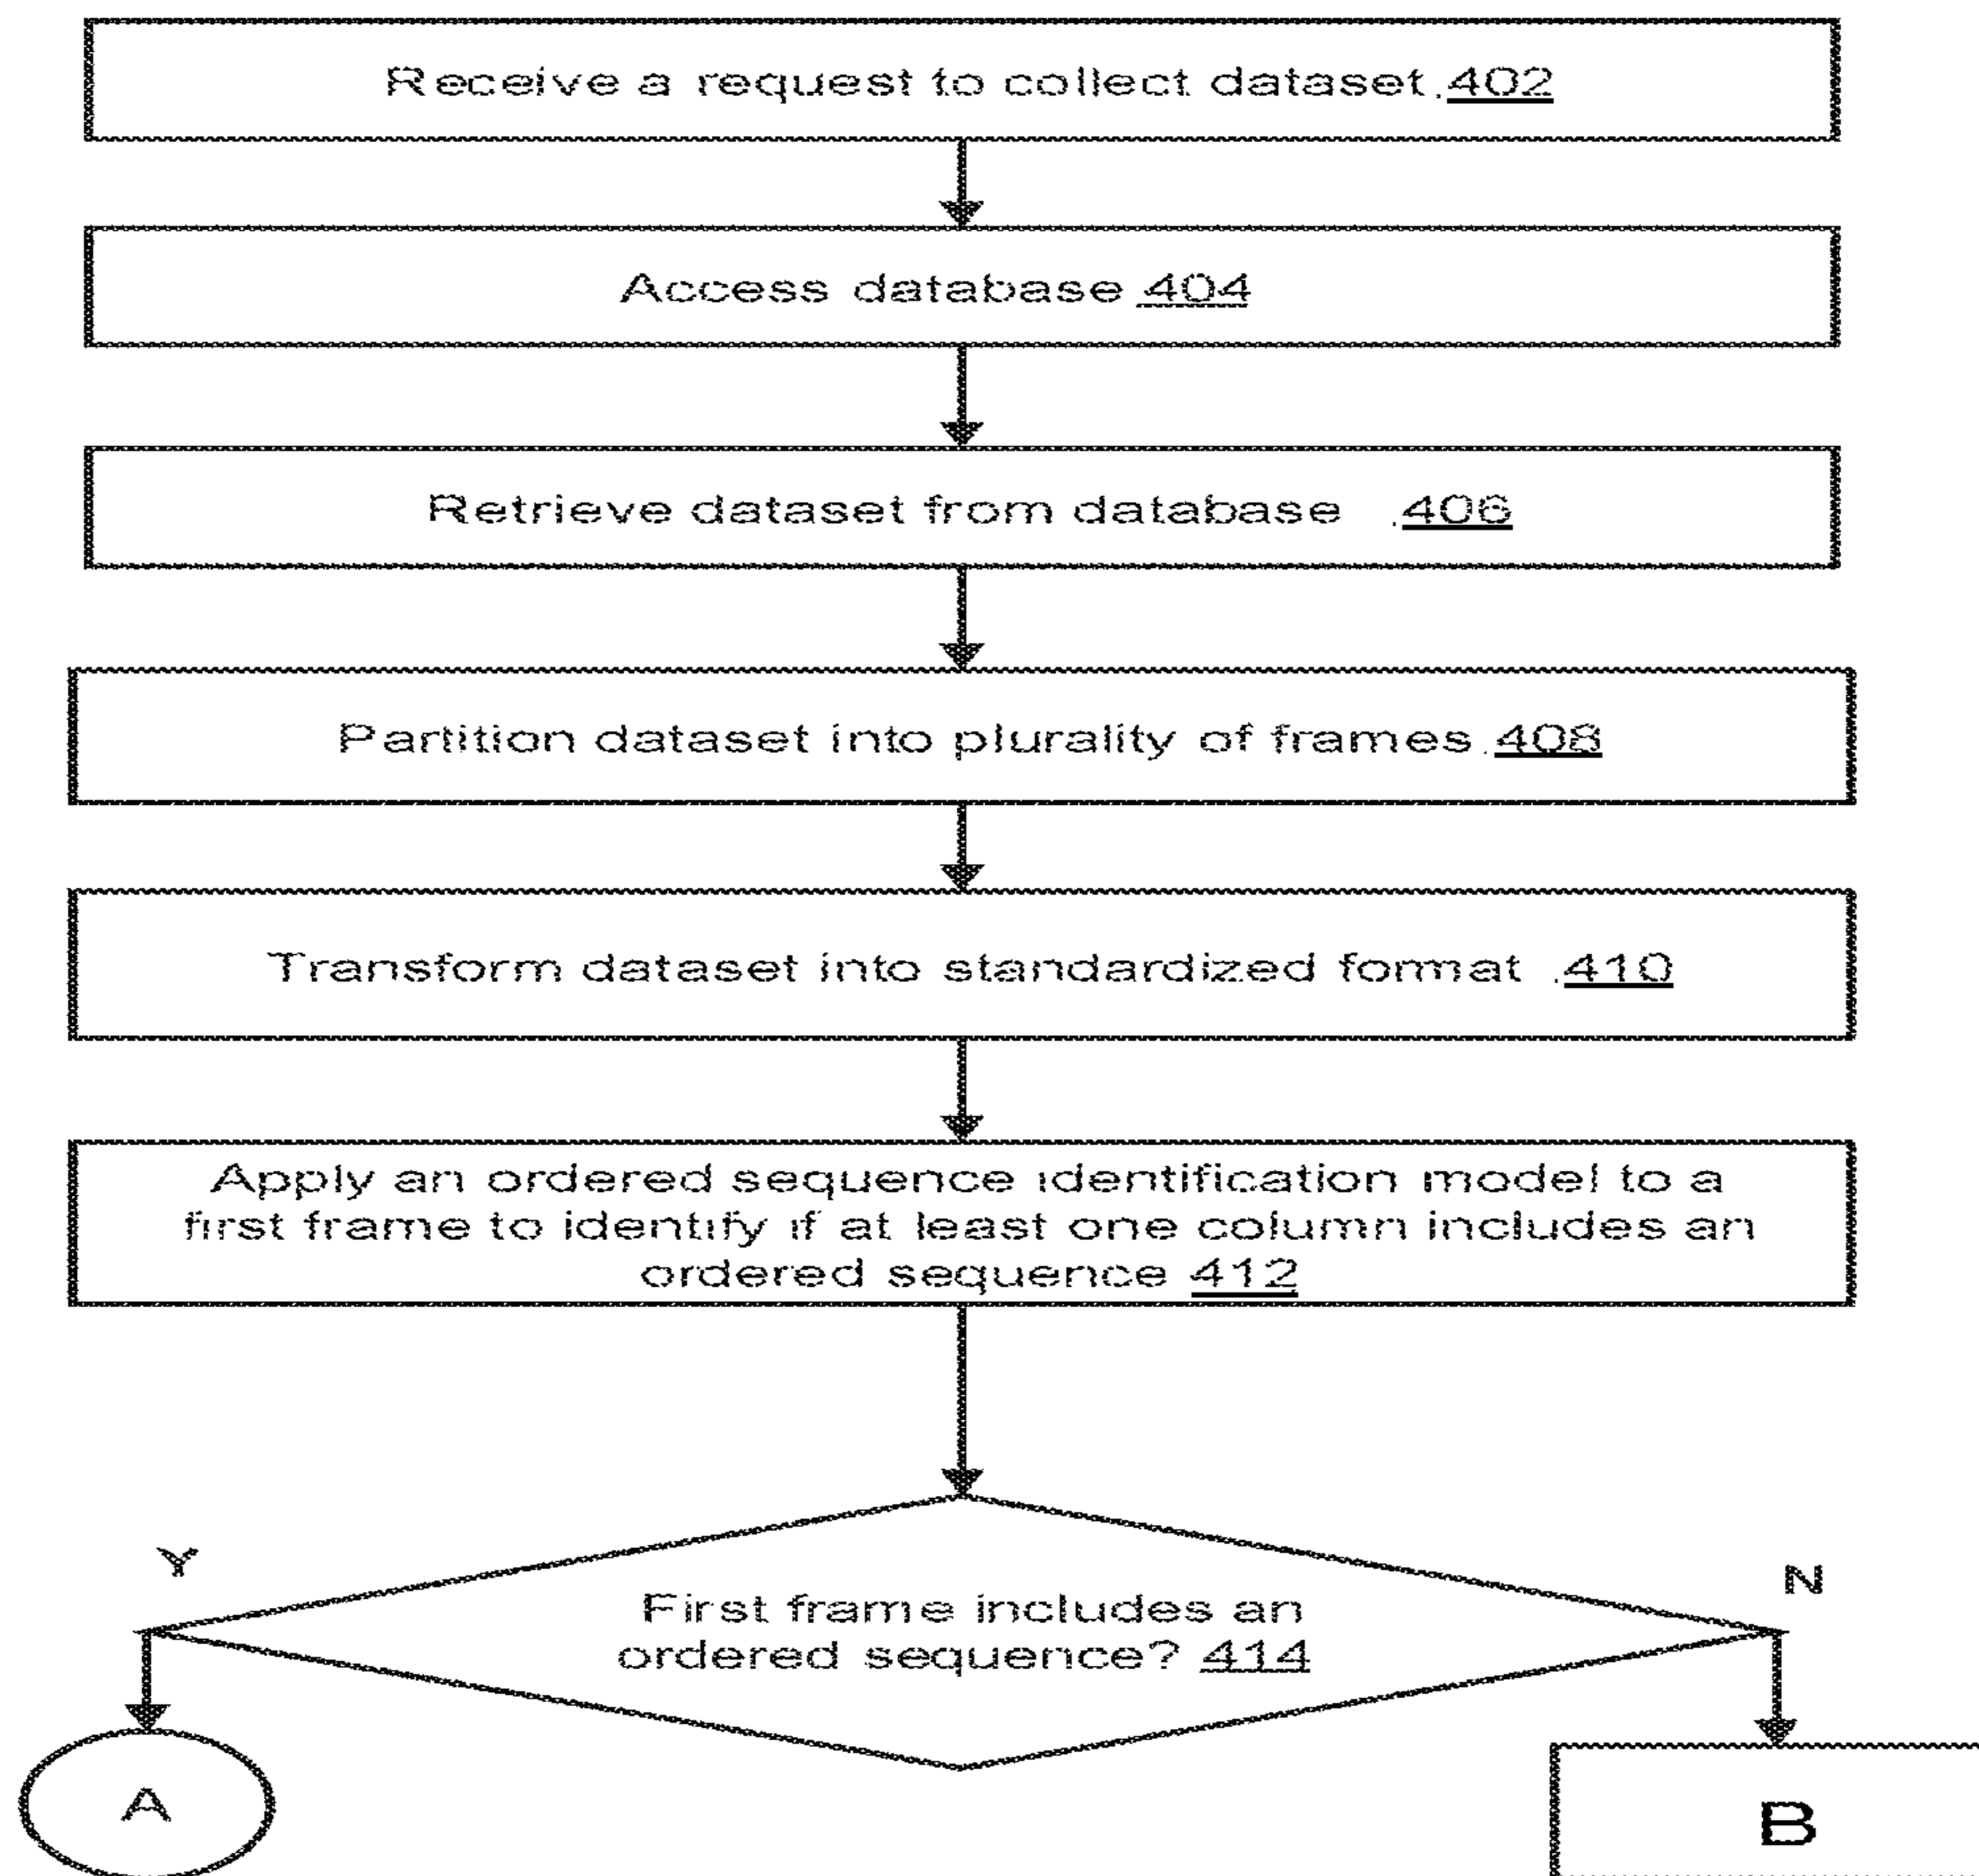 Receive a request to collect dataset 402
Access database 404
Retrieve dataset from database 406
Partition dataset into plurality of frames 408
Transform dataset into standardized format 410
Apply an ordered sequence identification model to a
first frame to identify if at least one column includes an
ordered sequence 412
Y
N
First frame includes an
ordered sequence? 414
A
B